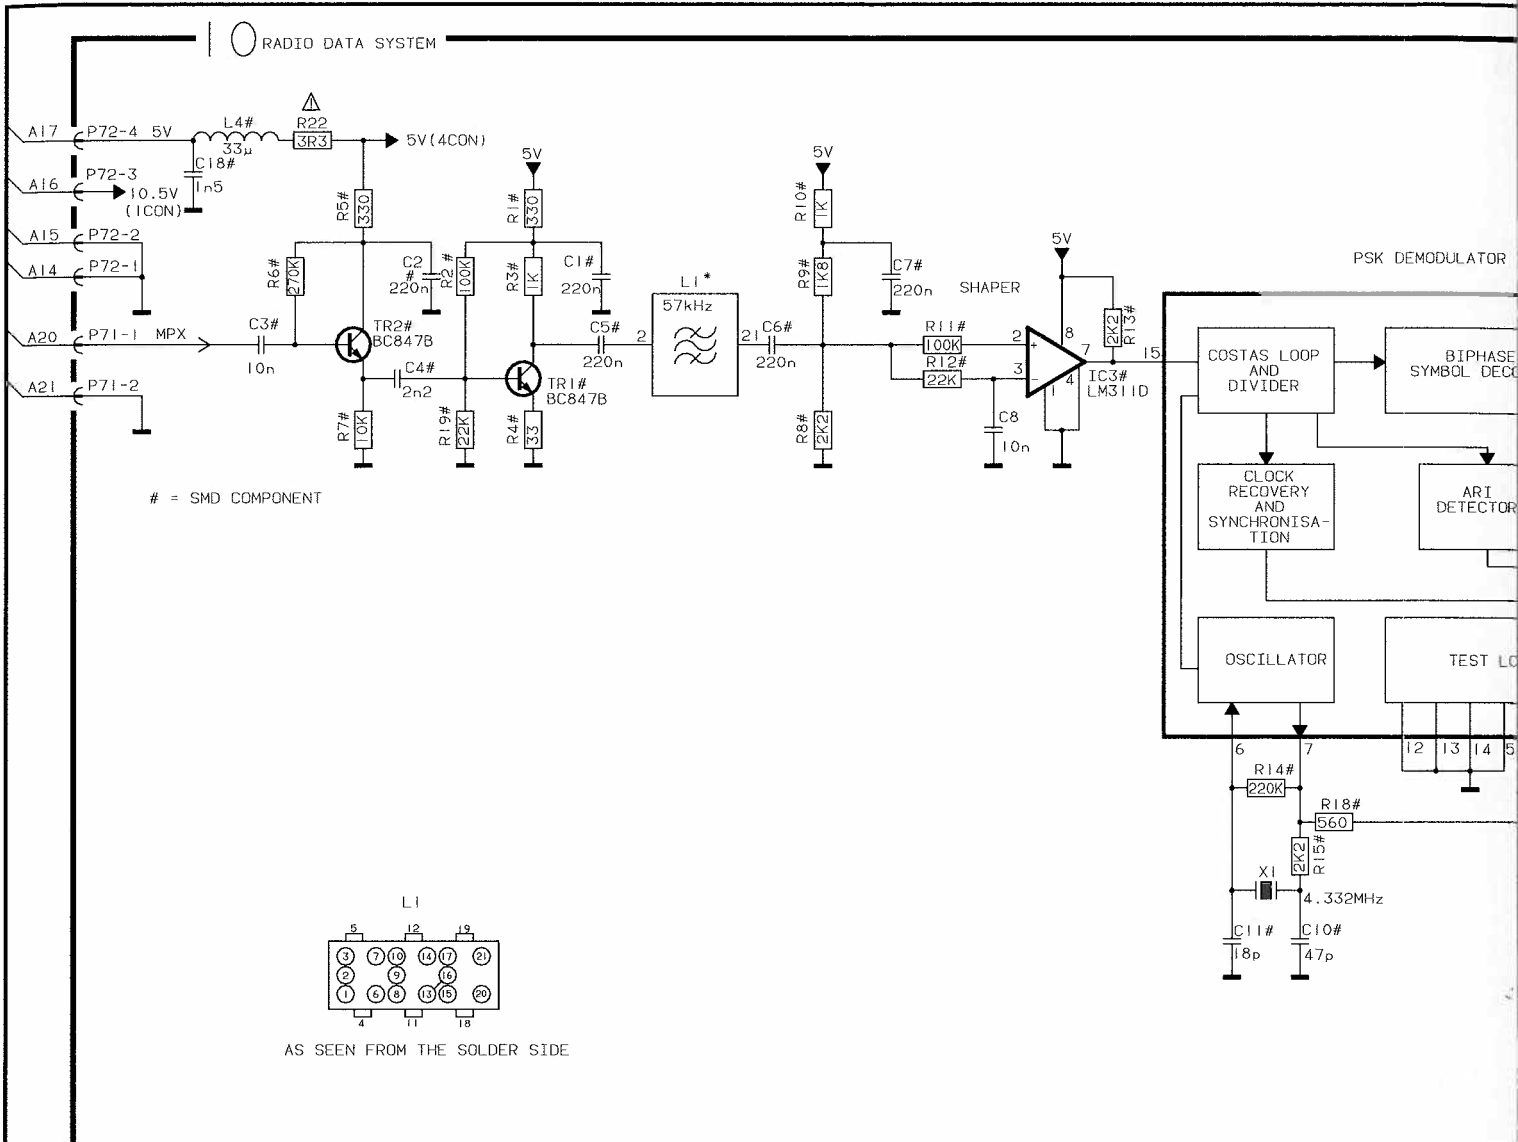 RADIO DATA SYSTEM
A17 P72-4 5V L4# 33µ R22 3R3 5V(4CON)
C18# 1n5
A16 P72-3 10.5V
(1CON)
A15 P72-2
A14 P72-1
A20 P71-1 MPX
A21 P71-2
# = SMD COMPONENT
R5# 330
R6# 270K
C2 # 220n
C3# 10n
TR2# BC847B
C4# 2n2
R7# 10K
R2# 100K
R19# 22K
5V
R1# 330
R3# 1K
C1# 220n
TR1# BC847B
R4# 33
C5# 220n
L1*
57kHz
2
21
C6# 220n
5V
R10# 1K
R9# 1K8
C7# 220n
R8# 2K2
SHAPER
R11# 100K
R12# 22K
C8 10n
5V
2 + 8 7
3 - 1 4
IC3# LM311D
R13# 2K2
15
PSK DEMODULATOR
COSTAS LOOP
AND
DIVIDER
BIPHASE
SYMBOL DECO
CLOCK
RECOVERY
AND
SYNCHRONISA-
TION
ARI
DETECTOR
OSCILLATOR
TEST LO
6 7 12 13 14 5
R14# 220K
R18# 560
R15# 2K2
X1 4.332MHz
C11# 18p
C10# 47p
L1
5 12 19
3 7 10 14 17 21
2 9 16
1 6 8 13 15 20
4 11 18
AS SEEN FROM THE SOLDER SIDE